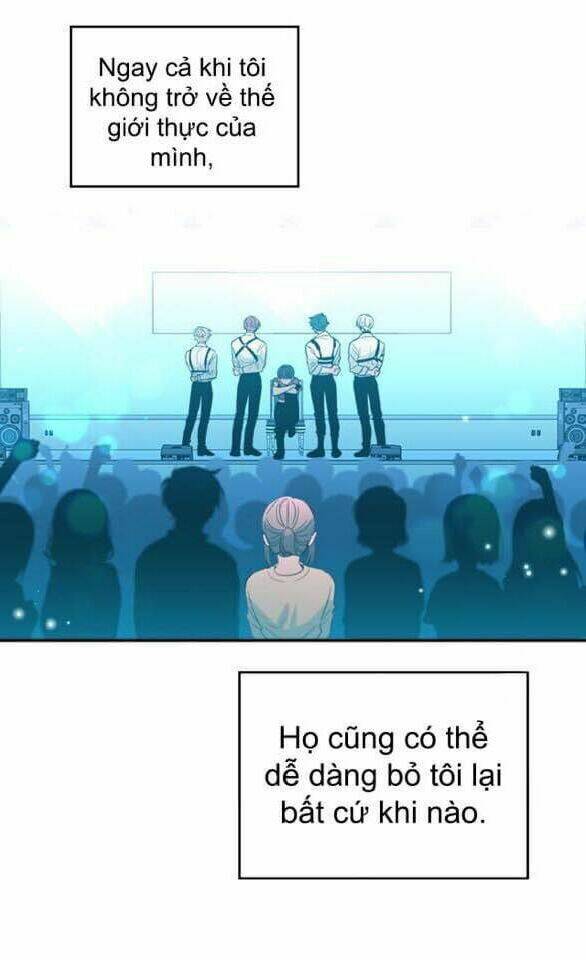 Ngay cả khi tôi
không trở về thế
giới thực của
mình,
Họ cũng có thể
dễ dàng bỏ tôi lại
bất cứ khi nào.